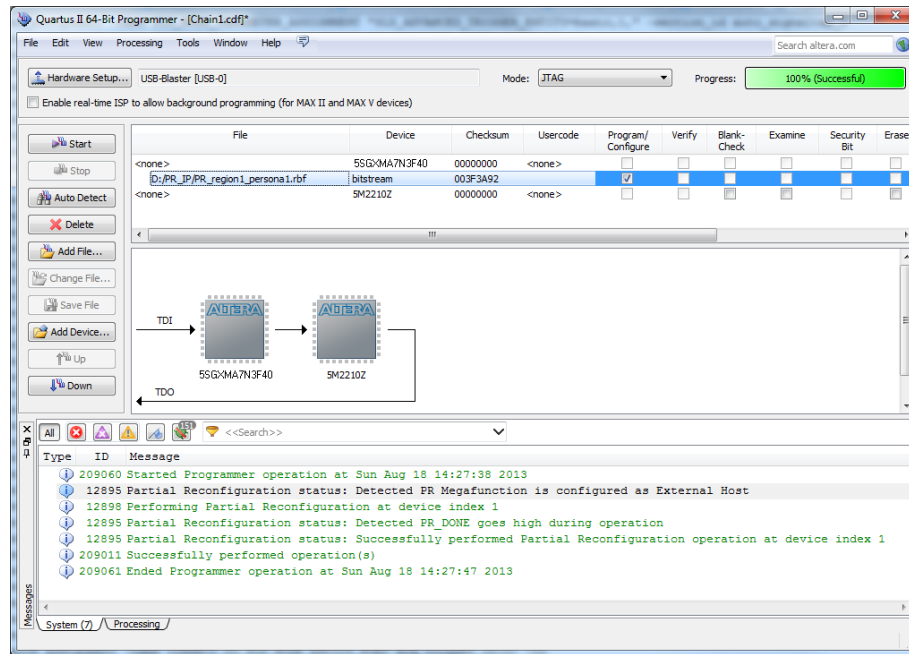 Quartus II 64-Bit Programmer - [Chain1.cdf]*
File Edit View Processing Tools Window Help
Search altera.com
Hardware Setup... USB-Blaster [USB-0] Mode: JTAG Progress: 100% (Successful)
Enable real-time ISP to allow background programming (for MAX II and MAX V devices)
File Device Checksum Usercode Program/ Configure Verify Blank- Check Examine Security Bit Erase
<none> 5SGXMA7N3F40 00000000 <none>
D:/PR_IP/PR_region1_persona1.rbf bitstream 003F3A92
<none> 5M2210Z 00000000 <none>
Start
Stop
Auto Detect
Delete
Add File...
Change File...
Save File
Add Device...
Up
Down
TDI
ALTERA ALTERA
5SGXMA7N3F40 5M2210Z
TDO
All 151 <<Search>>
Type ID Message
209060 Started Programmer operation at Sun Aug 18 14:27:38 2013
12895 Partial Reconfiguration status: Detected PR Megafunction is configured as External Host
12898 Performing Partial Reconfiguration at device index 1
12895 Partial Reconfiguration status: Detected PR_DONE goes high during operation
12895 Partial Reconfiguration status: Successfully performed Partial Reconfiguration operation at device index 1
209011 Successfully performed operation(s)
209061 Ended Programmer operation at Sun Aug 18 14:27:47 2013
Messages
System (7) Processing